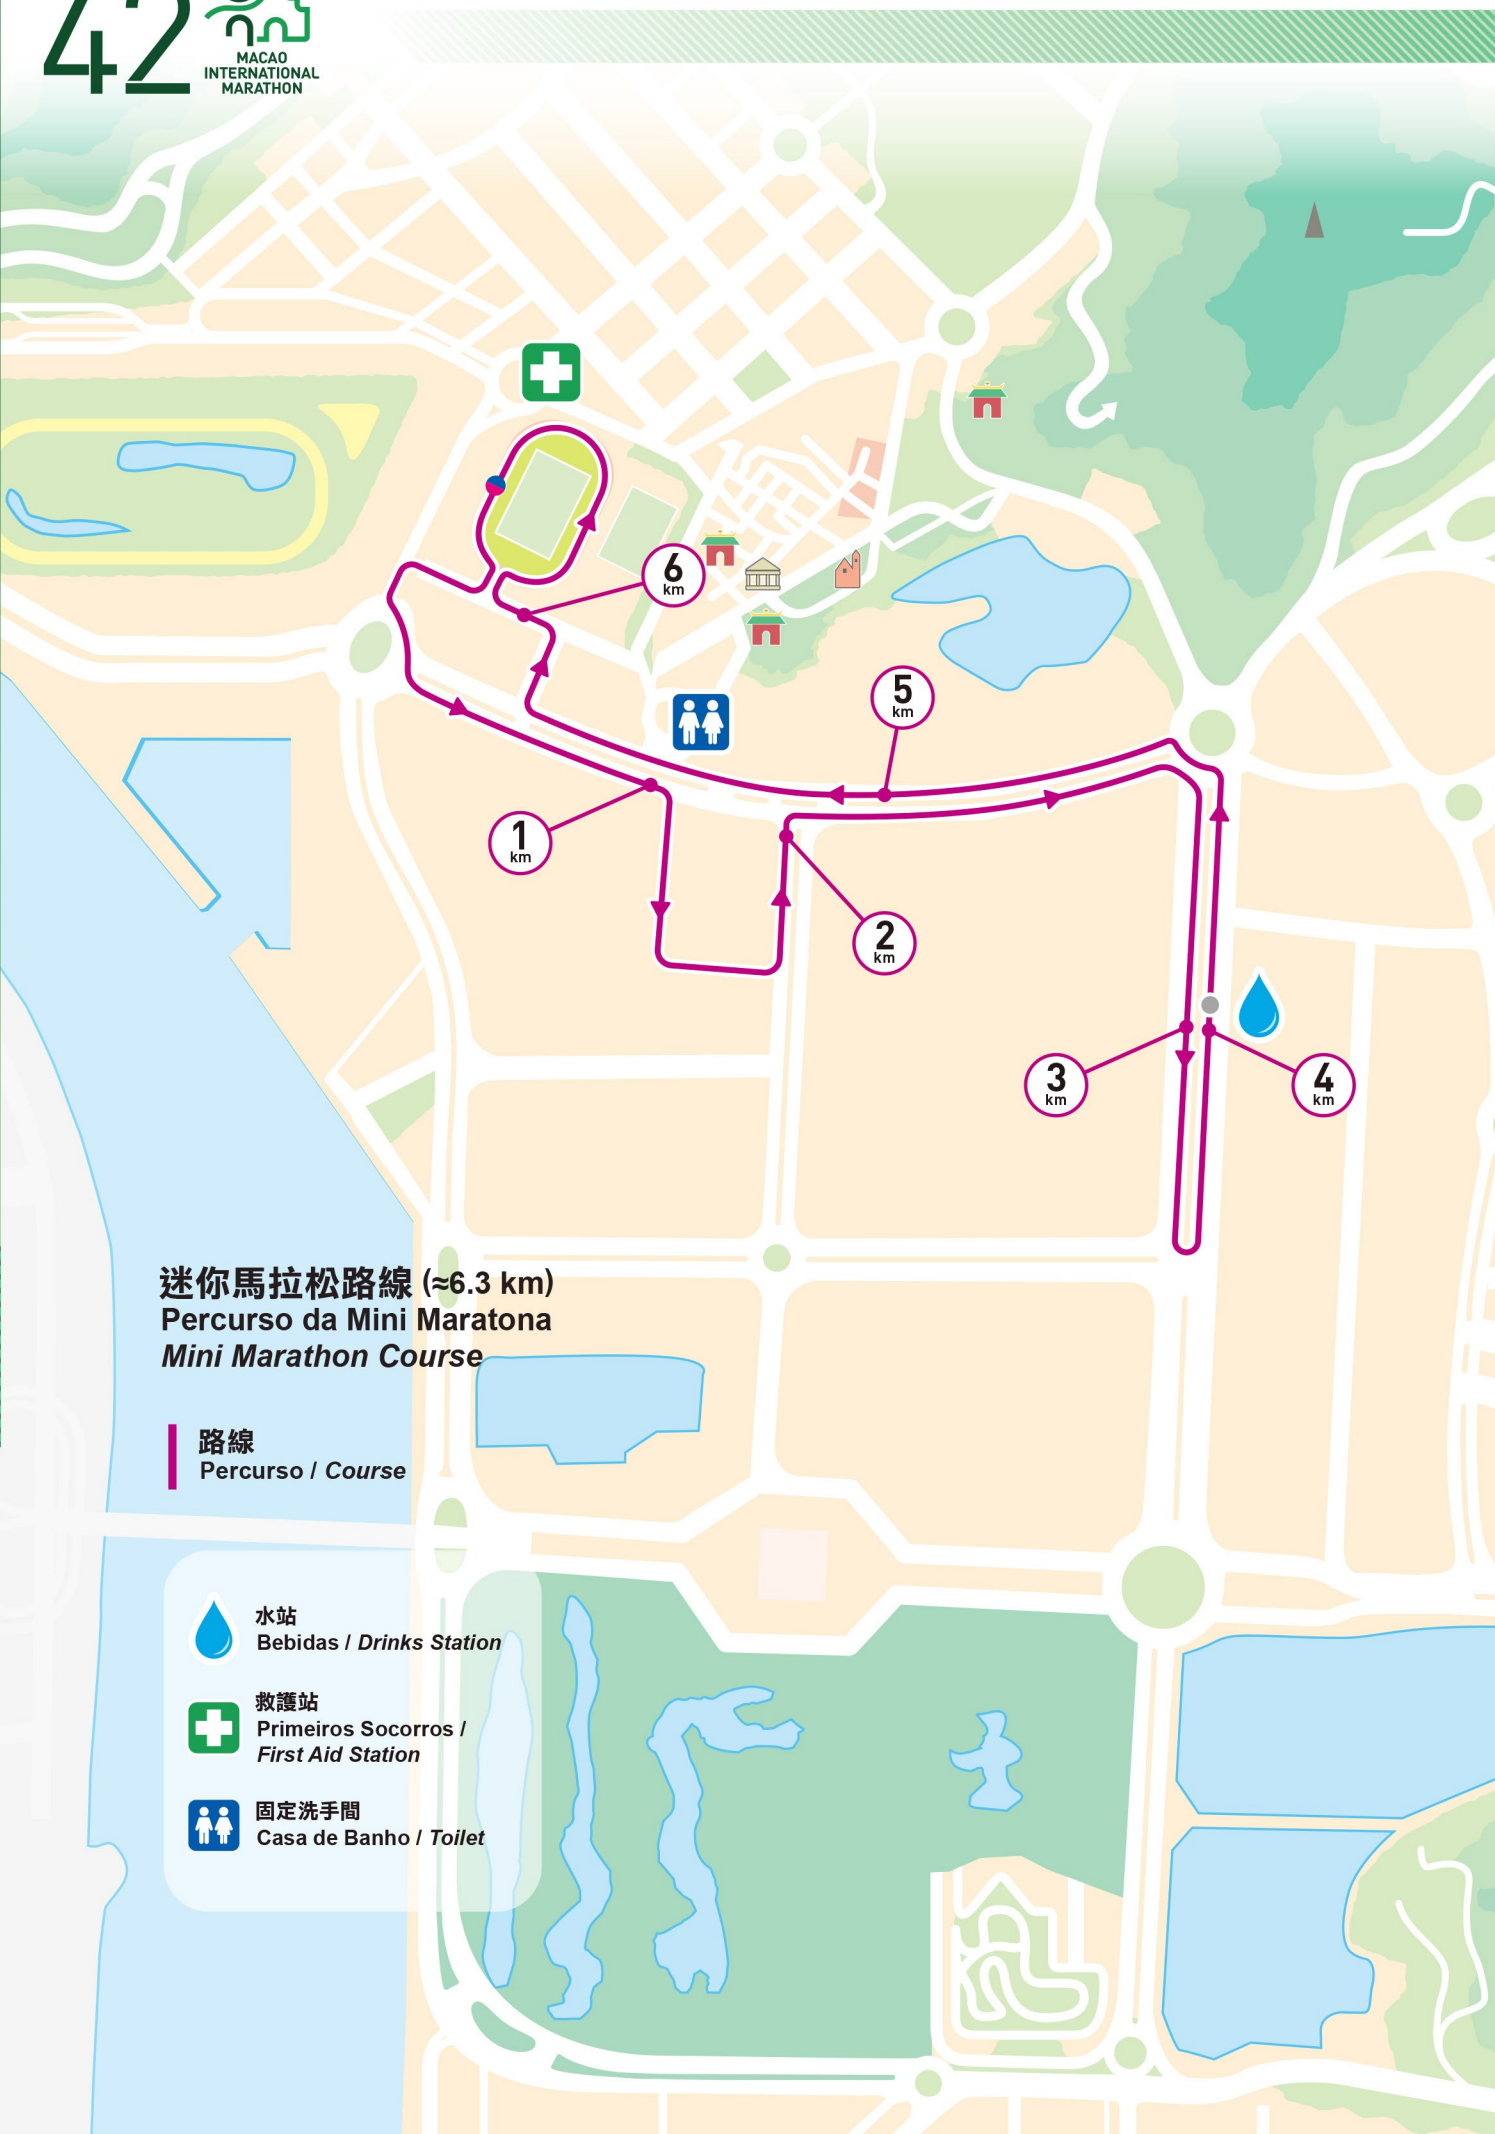 42
MACAO
INTERNATIONAL
MARATHON
6
km
5
km
1
km
2
km
3
km
4
km
迷你馬拉松路線 (≈6.3 km)
Percurso da Mini Maratona
Mini Marathon Course
路線
Percurso / Course
水站
Bebidas / Drinks Station
救護站
Primeiros Socorros /
First Aid Station
固定洗手間
Casa de Banho / Toilet